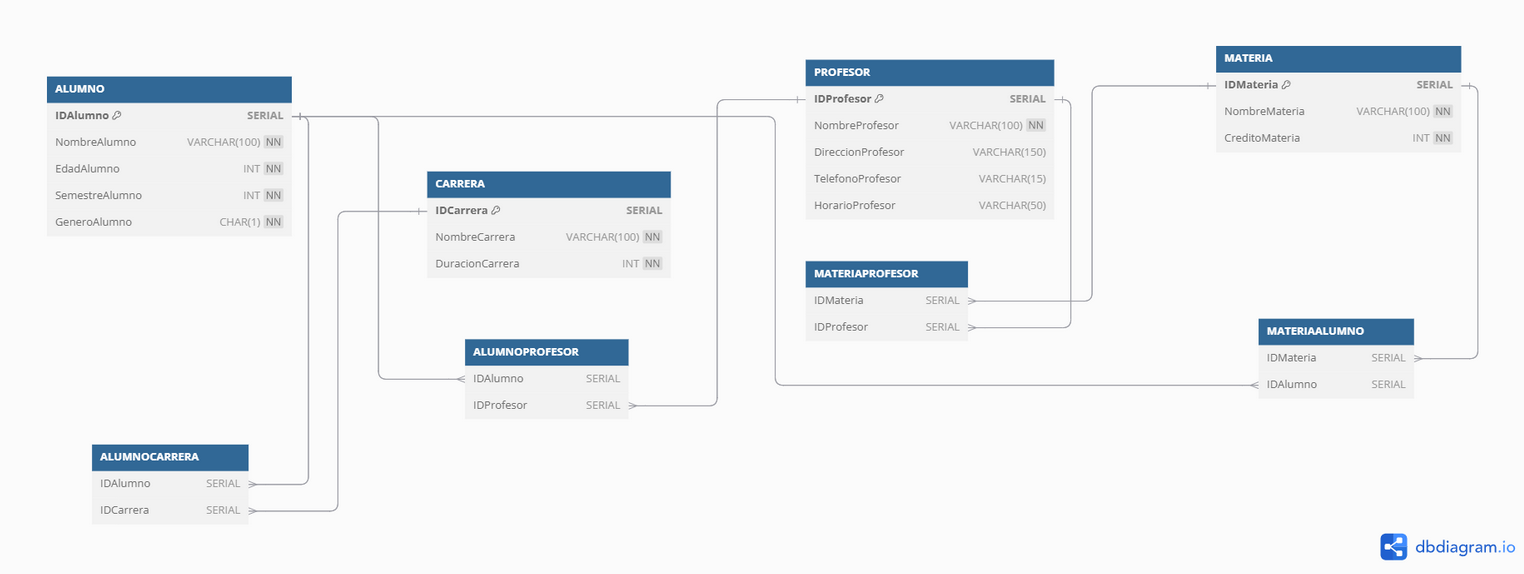 ALUMNO
IDAlumno SERIAL
NombreAlumno VARCHAR(100) NN
EdadAlumno INT NN
SemestreAlumno INT NN
GeneroAlumno CHAR(1) NN
CARRERA
IDCarrera SERIAL
NombreCarrera VARCHAR(100) NN
DuracionCarrera INT NN
PROFESOR
IDProfesor SERIAL
NombreProfesor VARCHAR(100) NN
DireccionProfesor VARCHAR(150)
TelefonoProfesor VARCHAR(15)
HorarioProfesor VARCHAR(50)
MATERIA
IDMateria SERIAL
NombreMateria VARCHAR(100) NN
CreditoMateria INT NN
MATERIAPROFESOR
IDMateria SERIAL
IDProfesor SERIAL
MATERIAALUMNO
IDMateria SERIAL
IDAlumno SERIAL
ALUMNOPROFESOR
IDAlumno SERIAL
IDProfesor SERIAL
ALUMNOCARRERA
IDAlumno SERIAL
IDCarrera SERIAL
dbdiagram.io